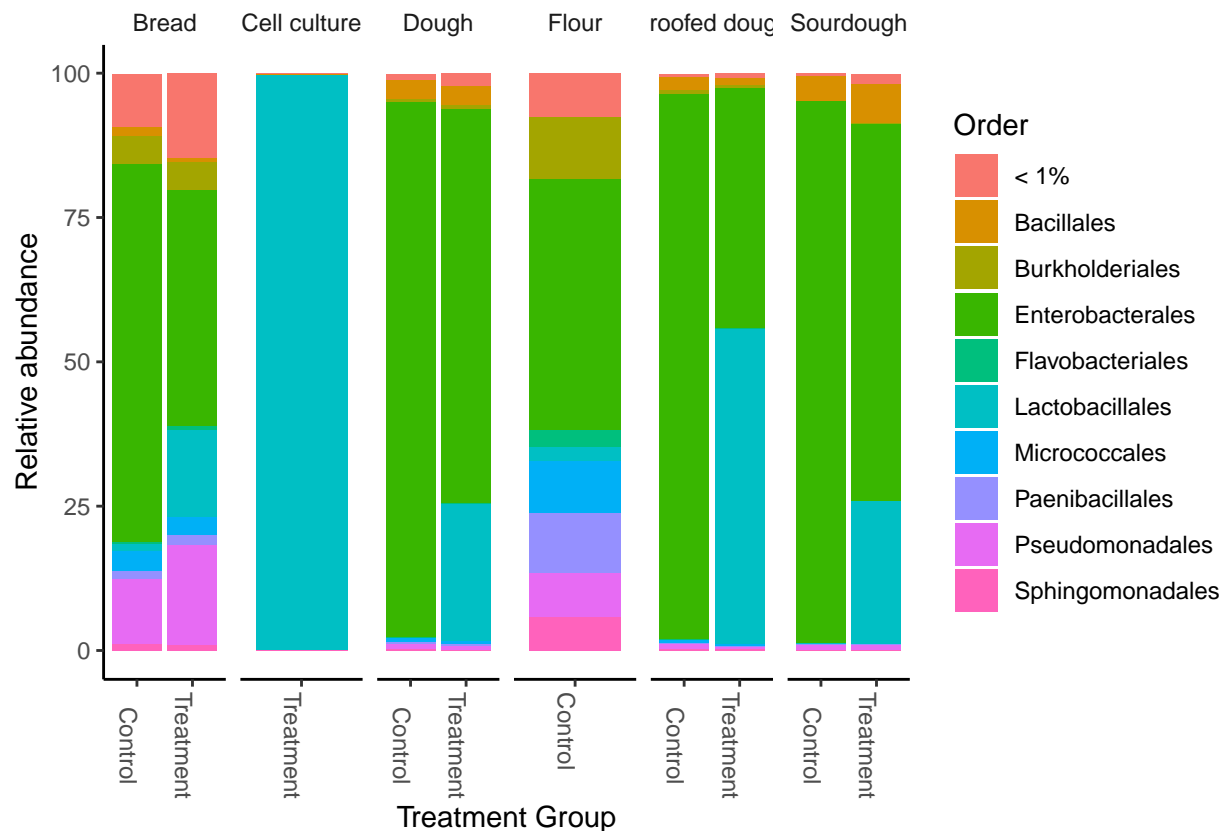 Bread Cell culture Dough Flour roofed doug Sourdough
100
75
50
25
0
Relative abundance
Control Treatment Treatment Control Treatment Control Control Treatment Control Treatment
Treatment Group
Order
< 1%
Bacillales
Burkholderiales
Enterobacterales
Flavobacteriales
Lactobacillales
Micrococcales
Paenibacillales
Pseudomonadales
Sphingomonadales